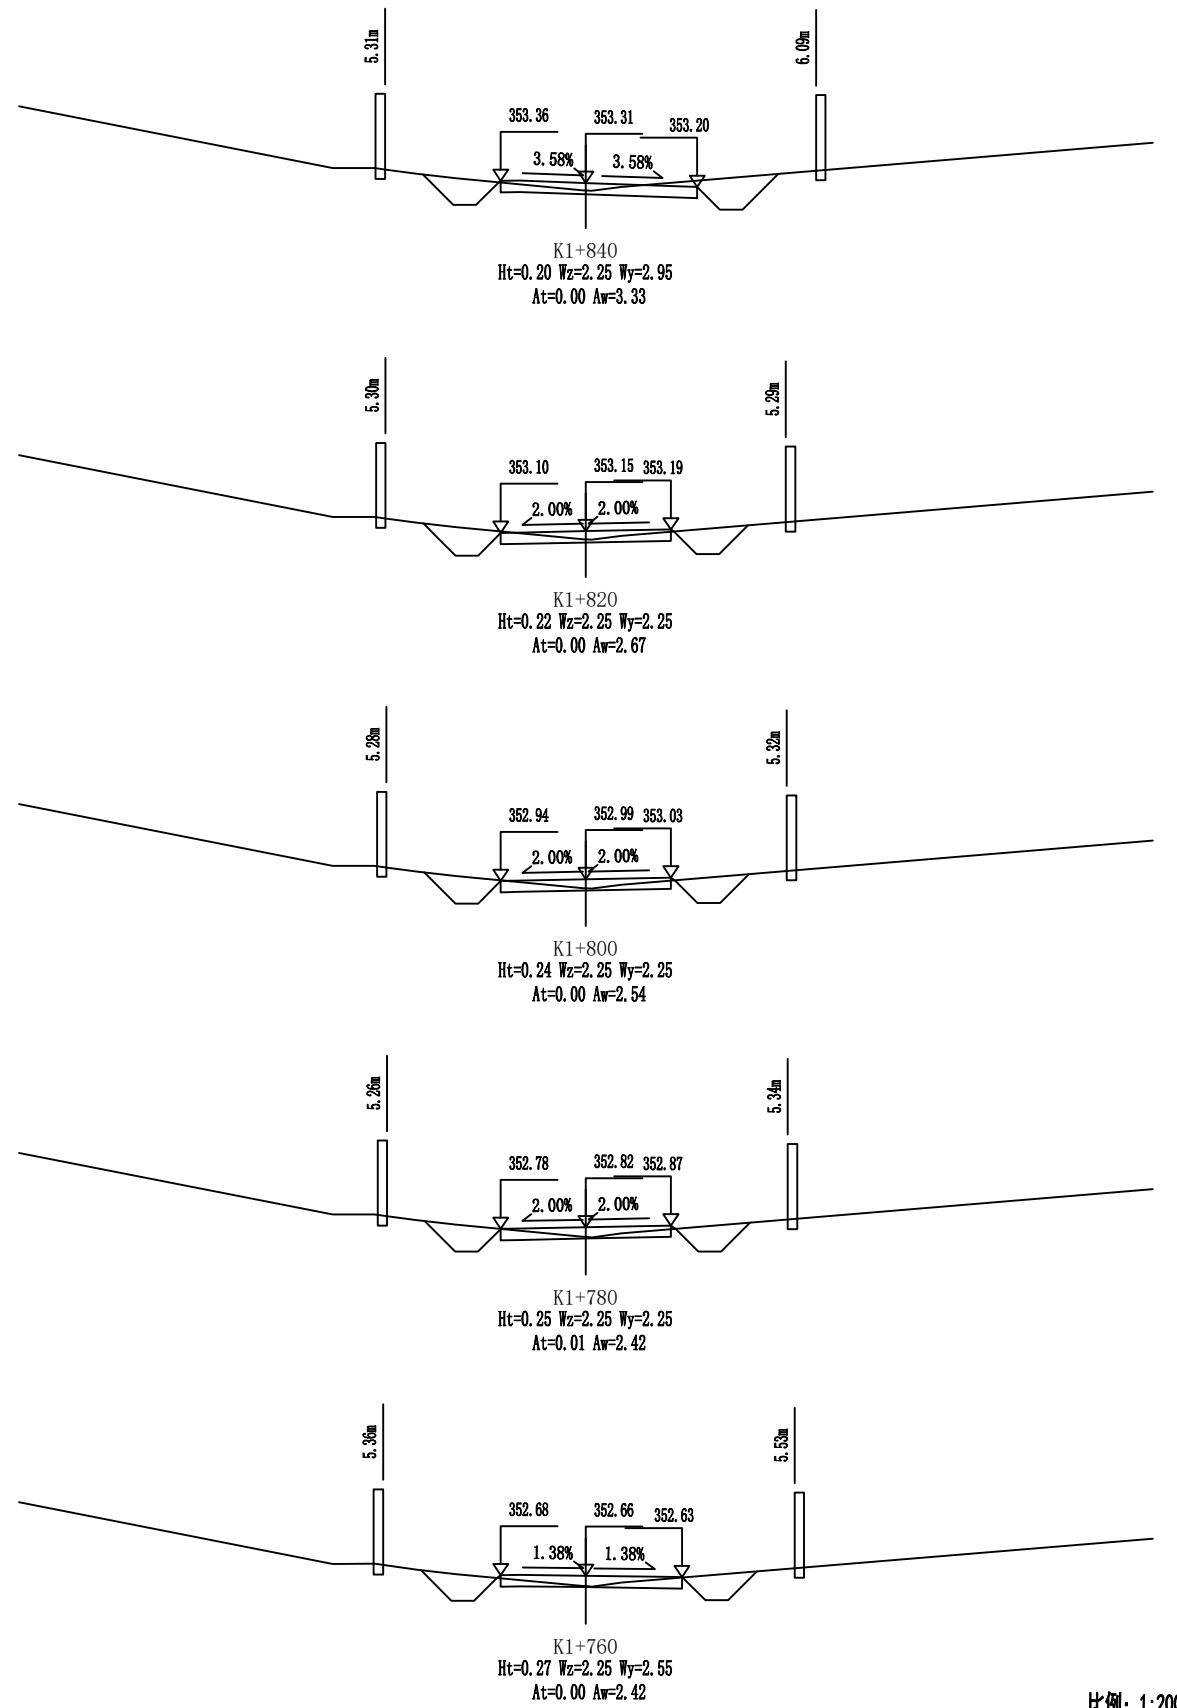 5.31m
6.09m
353.36 353.31 353.20
3.58% 3.58%
K1+840
Ht=0.20 Wz=2.25 Wy=2.95
At=0.00 Aw=3.33
5.30m
5.29m
353.10 353.15 353.19
2.00% 2.00%
K1+820
Ht=0.22 Wz=2.25 Wy=2.25
At=0.00 Aw=2.67
5.28m
5.32m
352.94 352.99 353.03
2.00% 2.00%
K1+800
Ht=0.24 Wz=2.25 Wy=2.25
At=0.00 Aw=2.54
5.26m
5.34m
352.78 352.82 352.87
2.00% 2.00%
K1+780
Ht=0.25 Wz=2.25 Wy=2.25
At=0.01 Aw=2.42
5.36m
5.53m
352.68 352.66 352.63
1.38% 1.38%
K1+760
Ht=0.27 Wz=2.25 Wy=2.55
At=0.00 Aw=2.42
比例: 1:200